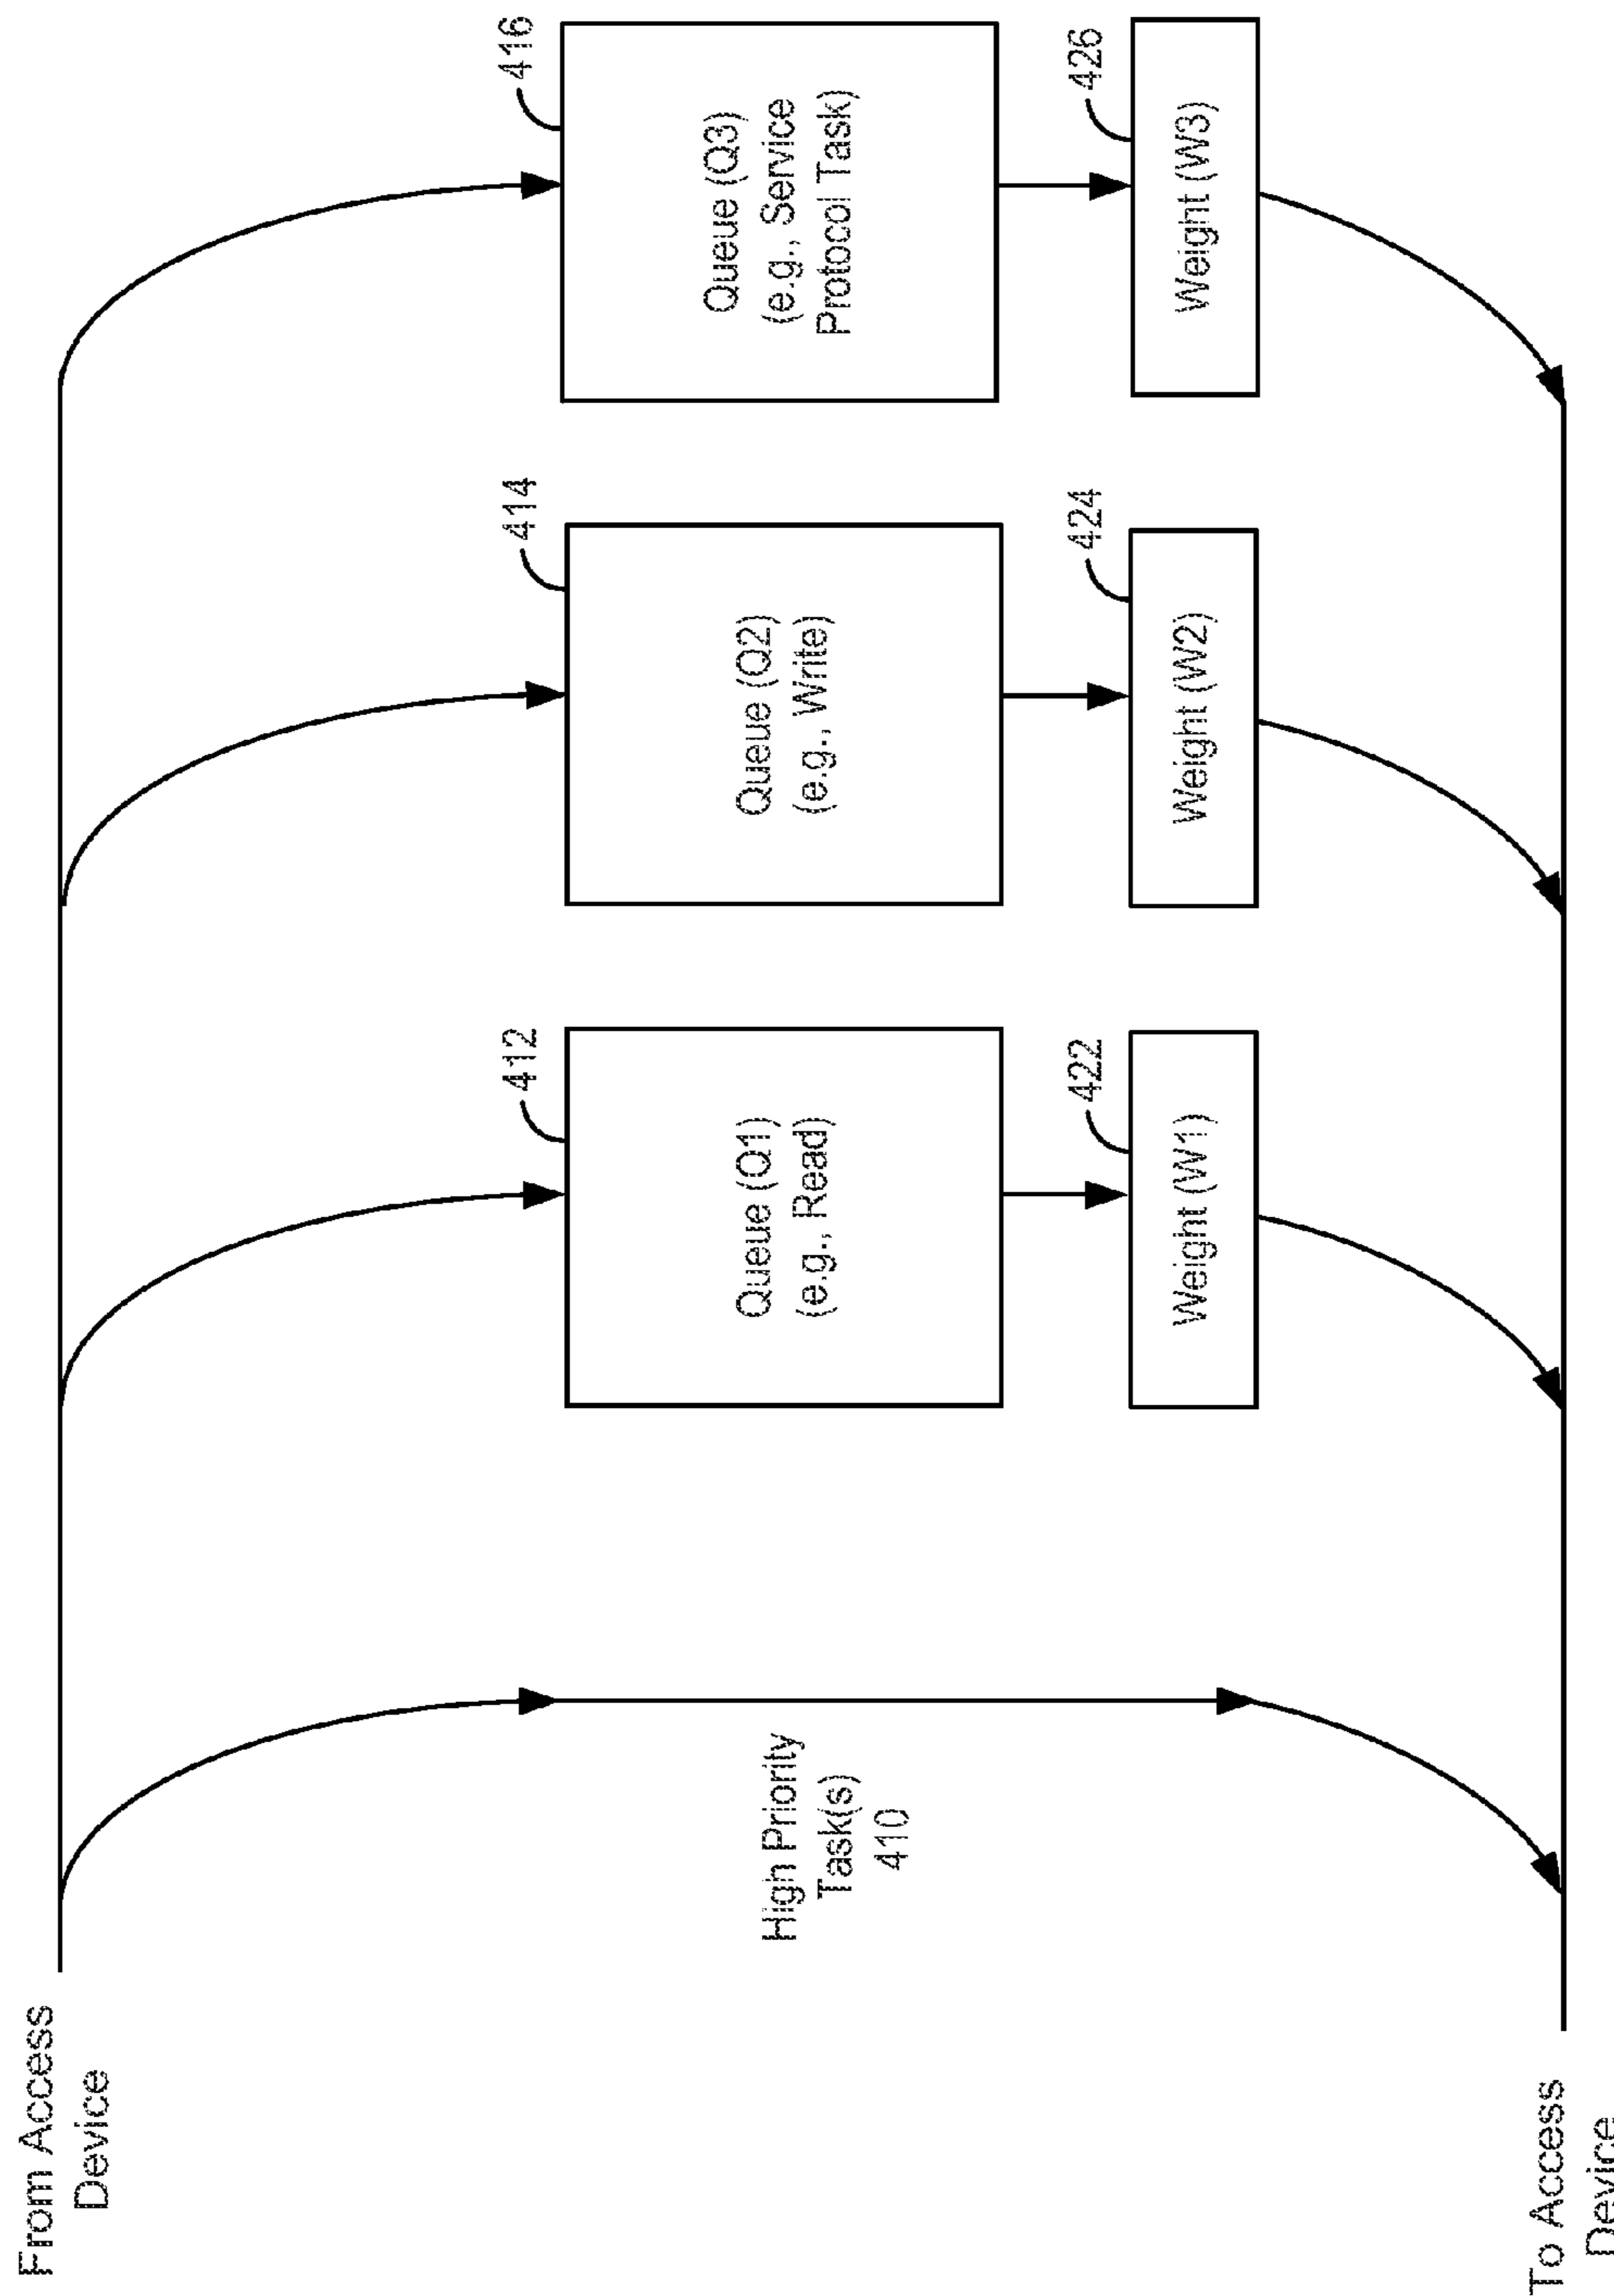 From Access
Device
High Priority
Task(s)
410
412
Queue (Q1)
(e.g., Read)
422
Weight (W1)
414
Queue (Q2)
(e.g., Write)
424
Weight (W2)
416
Queue (Q3)
(e.g., Service
Protocol Task)
426
Weight (W3)
To Access
Device